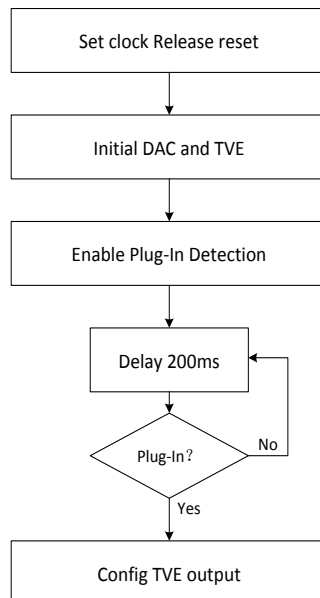 Set clock Release reset
Initial DAC and TVE
Enable Plug-In Detection
Delay 200ms
Plug-In？
No
Yes
Config TVE output